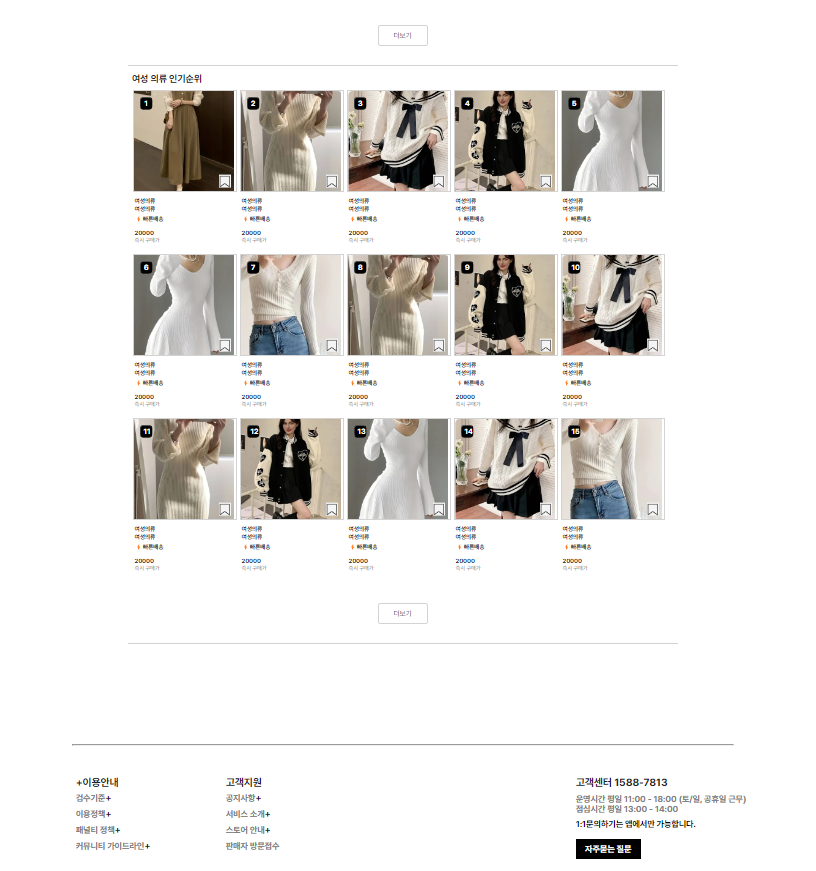 더보기
여성 의류 인기순위
1 2 3 4 5
여성의류 여성의류 여성의류 여성의류 여성의류
여성의류 여성의류 여성의류 여성의류 여성의류
빠른배송 빠른배송 빠른배송 빠른배송 빠른배송
20000 20000 20000 20000 20000
즉시 구매가 즉시 구매가 즉시 구매가 즉시 구매가 즉시 구매가
6 7 8 9 10
여성의류 여성의류 여성의류 여성의류 여성의류
여성의류 여성의류 여성의류 여성의류 여성의류
빠른배송 빠른배송 빠른배송 빠른배송 빠른배송
20000 20000 20000 20000 20000
즉시 구매가 즉시 구매가 즉시 구매가 즉시 구매가 즉시 구매가
11 12 13 14 15
여성의류 여성의류 여성의류 여성의류 여성의류
여성의류 여성의류 여성의류 여성의류 여성의류
빠른배송 빠른배송 빠른배송 빠른배송 빠른배송
20000 20000 20000 20000 20000
즉시 구매가 즉시 구매가 즉시 구매가 즉시 구매가 즉시 구매가
더보기
+이용안내
검수기준+
이용정책+
패널티 정책+
커뮤니티 가이드라인+
고객지원
공지사항+
서비스 소개+
스토어 안내+
판매자 방문접수
고객센터 1588-7813
운영시간 평일 11:00 - 18:00 (토/일, 공휴일 근무)
점심시간 평일 13:00 - 14:00
1:1문의하기는 앱에서만 가능합니다.
자주묻는 질문